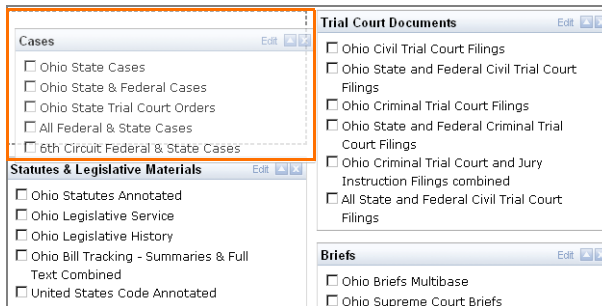 Cases Edit
Ohio State Cases
Ohio State & Federal Cases
Ohio State Trial Court Orders
All Federal & State Cases
6th Circuit Federal & State Cases
Statutes & Legislative Materials Edit
Ohio Statutes Annotated
Ohio Legislative Service
Ohio Legislative History
Ohio Bill Tracking - Summaries & Full
Text Combined
United States Code Annotated
Trial Court Documents Edit
Ohio Civil Trial Court Filings
Ohio State and Federal Civil Trial Court
Filings
Ohio Criminal Trial Court Filings
Ohio State and Federal Criminal Trial
Court Filings
Ohio Criminal Trial Court and Jury
Instruction Filings combined
All State and Federal Civil Trial Court
Filings
Briefs Edit
Ohio Briefs Multibase
Ohio Supreme Court Briefs